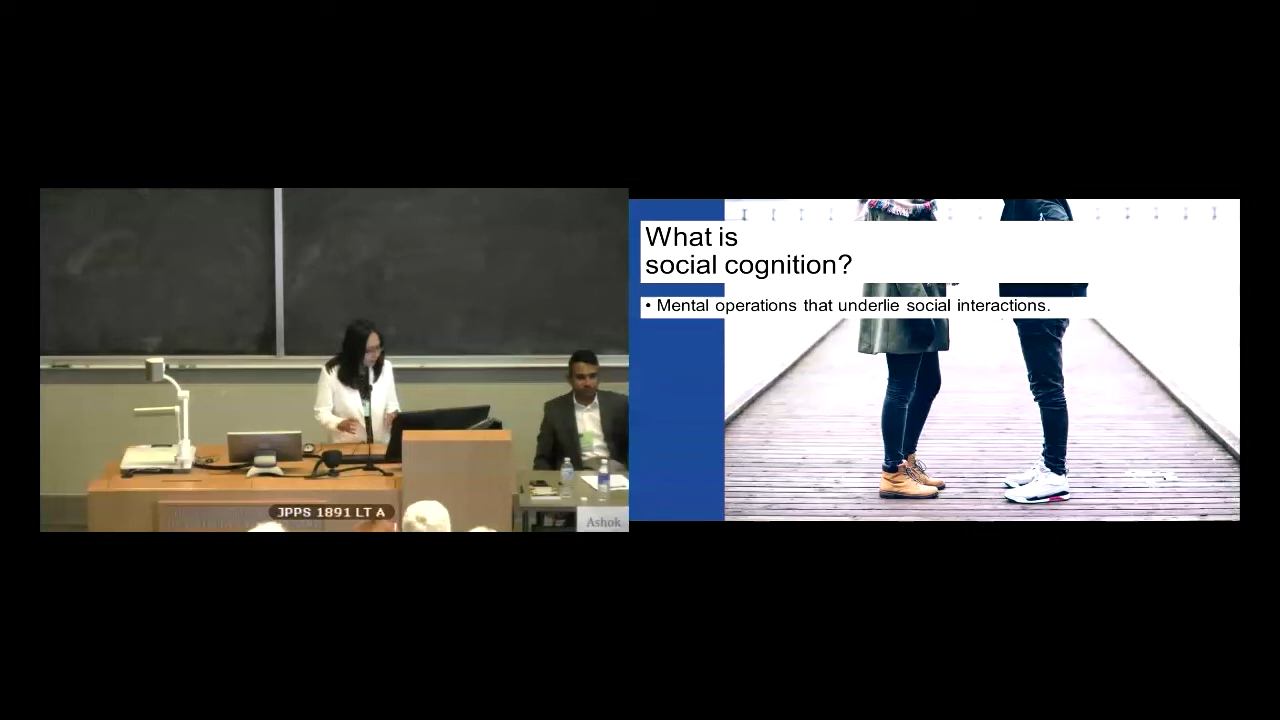 JPPS 1891 LT A
Ashok
What is
social cognition?
• Mental operations that underlie social interactions.